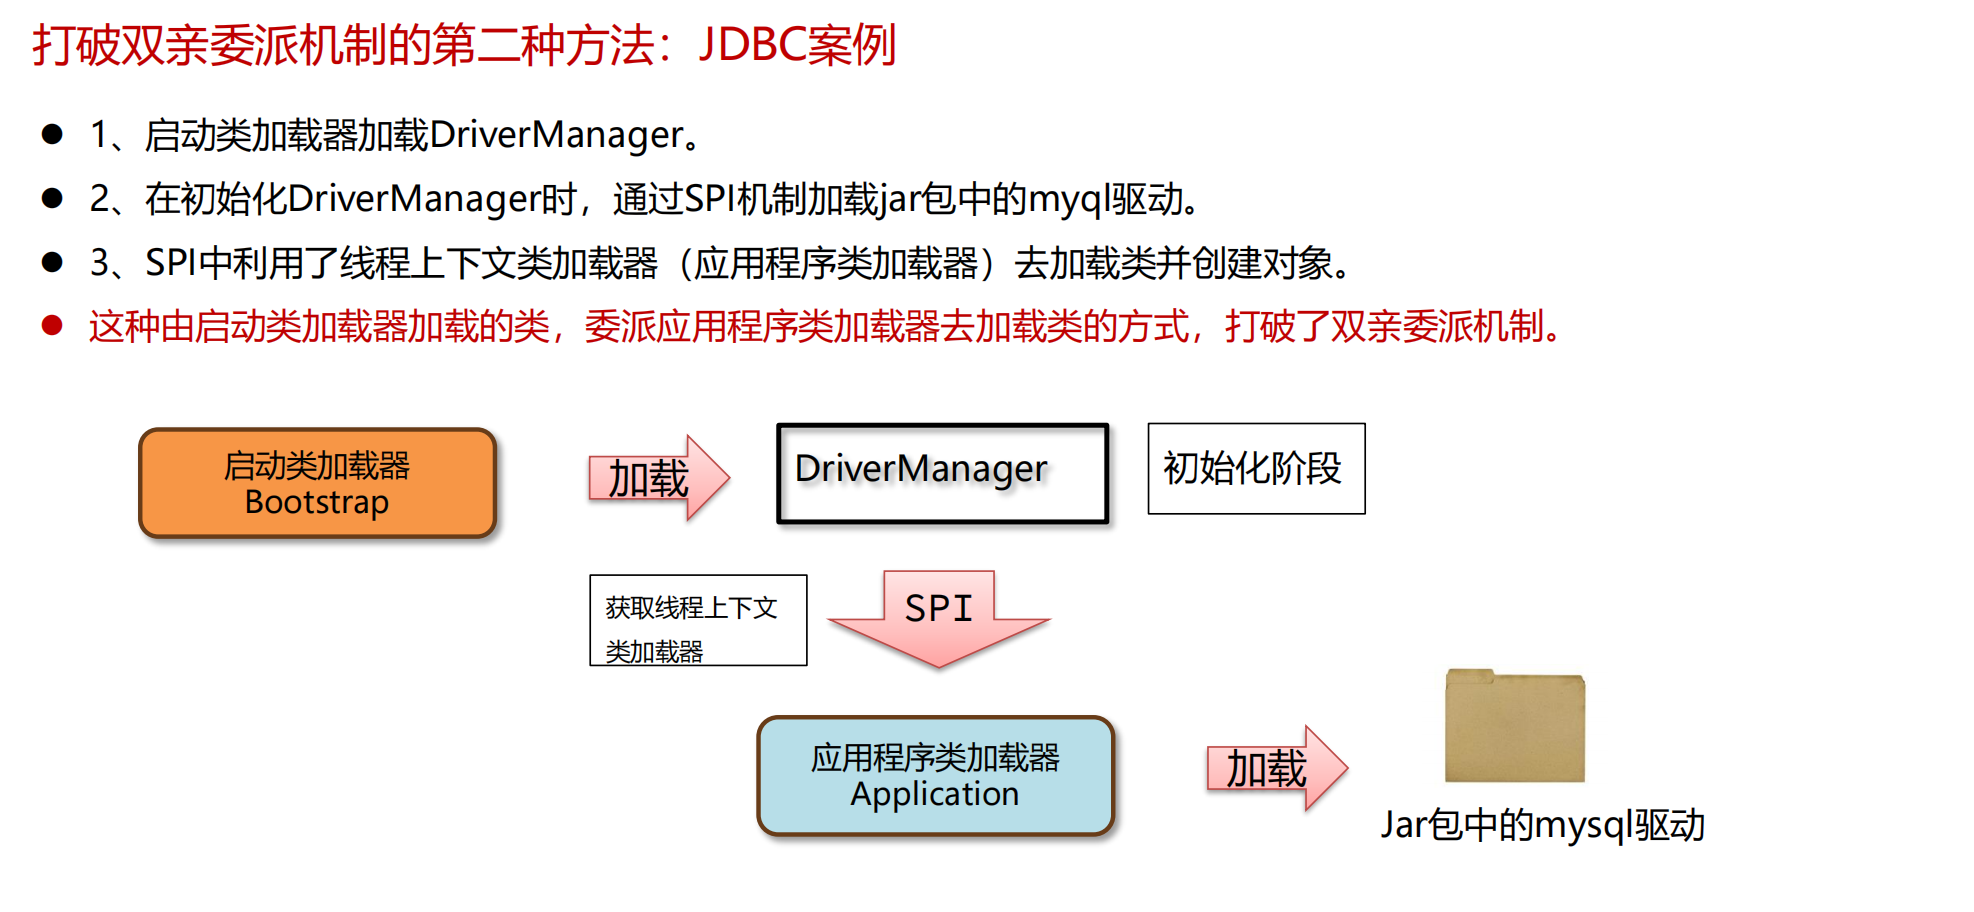 打破双亲委派机制的第二种方法：JDBC案例
● 1、启动类加载器加载DriverManager。
● 2、在初始化DriverManager时，通过SPI机制加载jar包中的myql驱动。
● 3、SPI中利用了线程上下文类加载器（应用程序类加载器）去加载类并创建对象。
● 这种由启动类加载器加载的类，委派应用程序类加载器去加载类的方式，打破了双亲委派机制。
启动类加载器
Bootstrap
加载
DriverManager
初始化阶段
获取线程上下文
类加载器
SPI
应用程序类加载器
Application
加载
Jar包中的mysql驱动